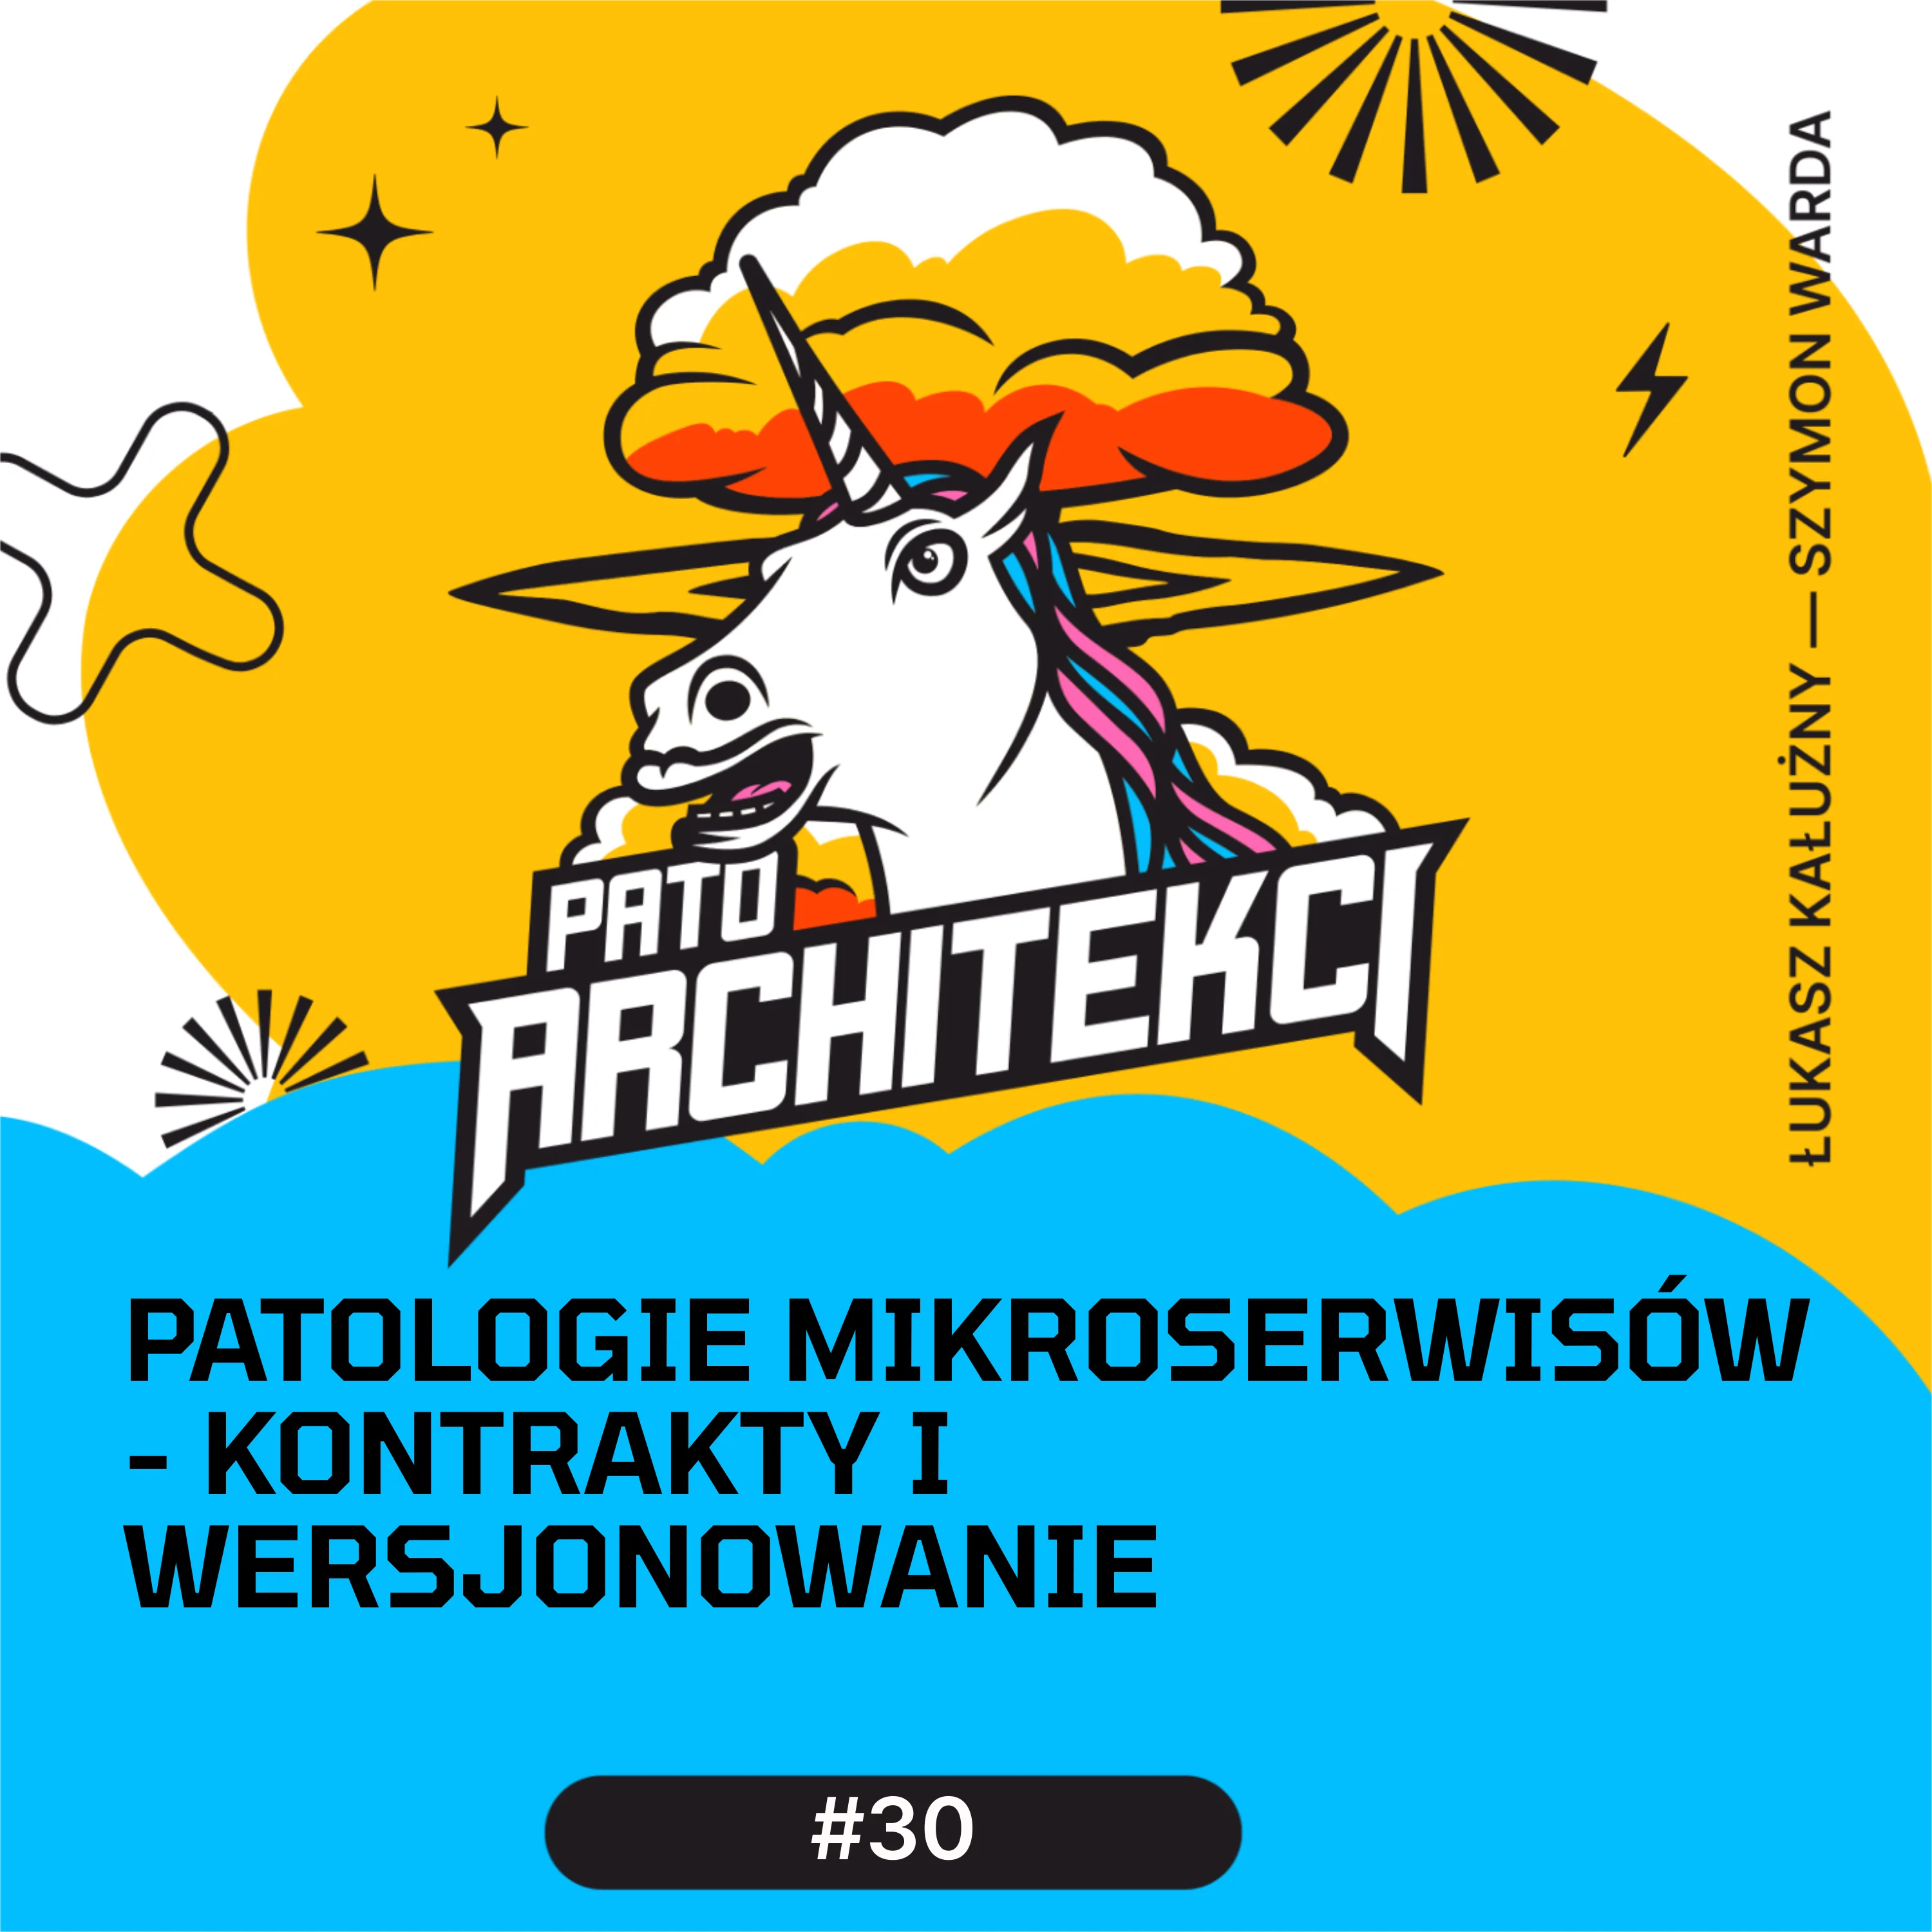 ŁUKASZ KAŁUŻNY — SZYMON WARDA
PATO
ARCHITEKCI
PATOLOGIE MIKROSERWISÓW
– KONTRAKTY I
WERSJONOWANIE
#30